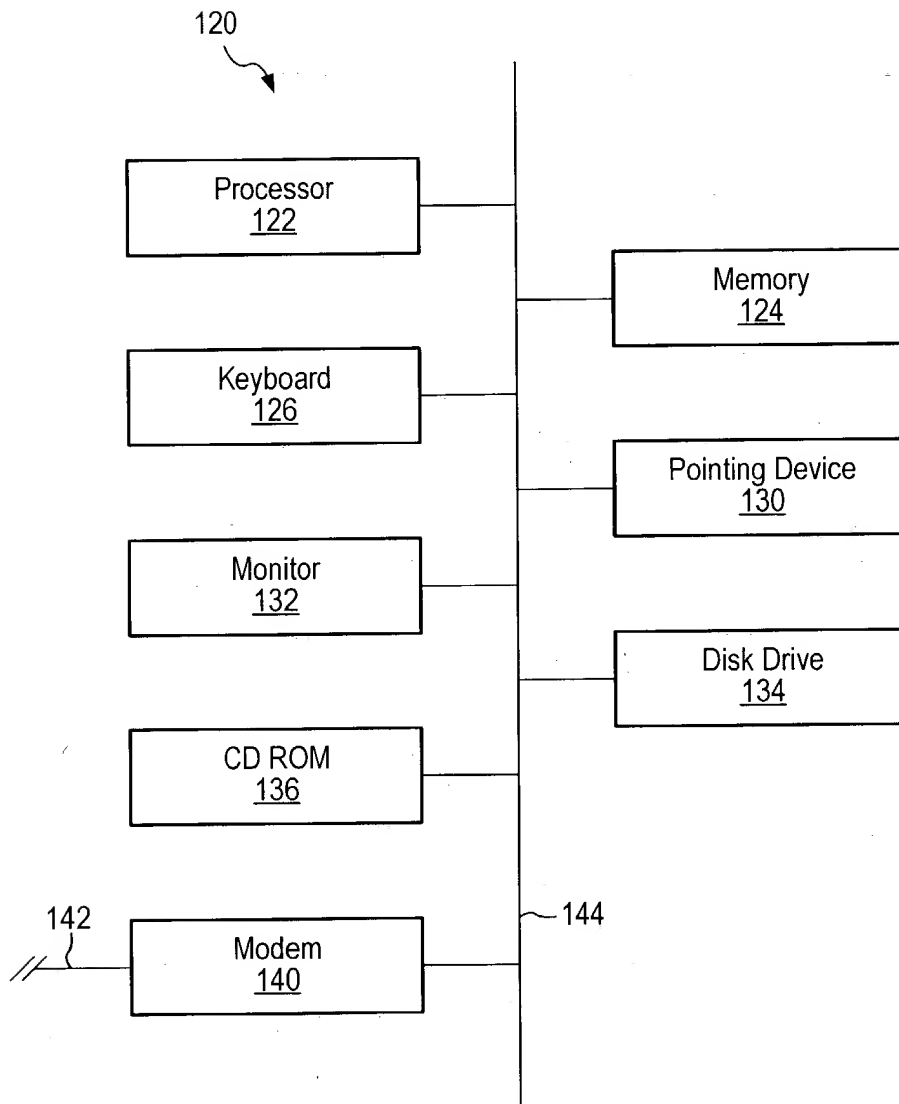 120
Processor
122
Memory
124
Keyboard
126
Pointing Device
130
Monitor
132
Disk Drive
134
CD ROM
136
142
144
Modem
140